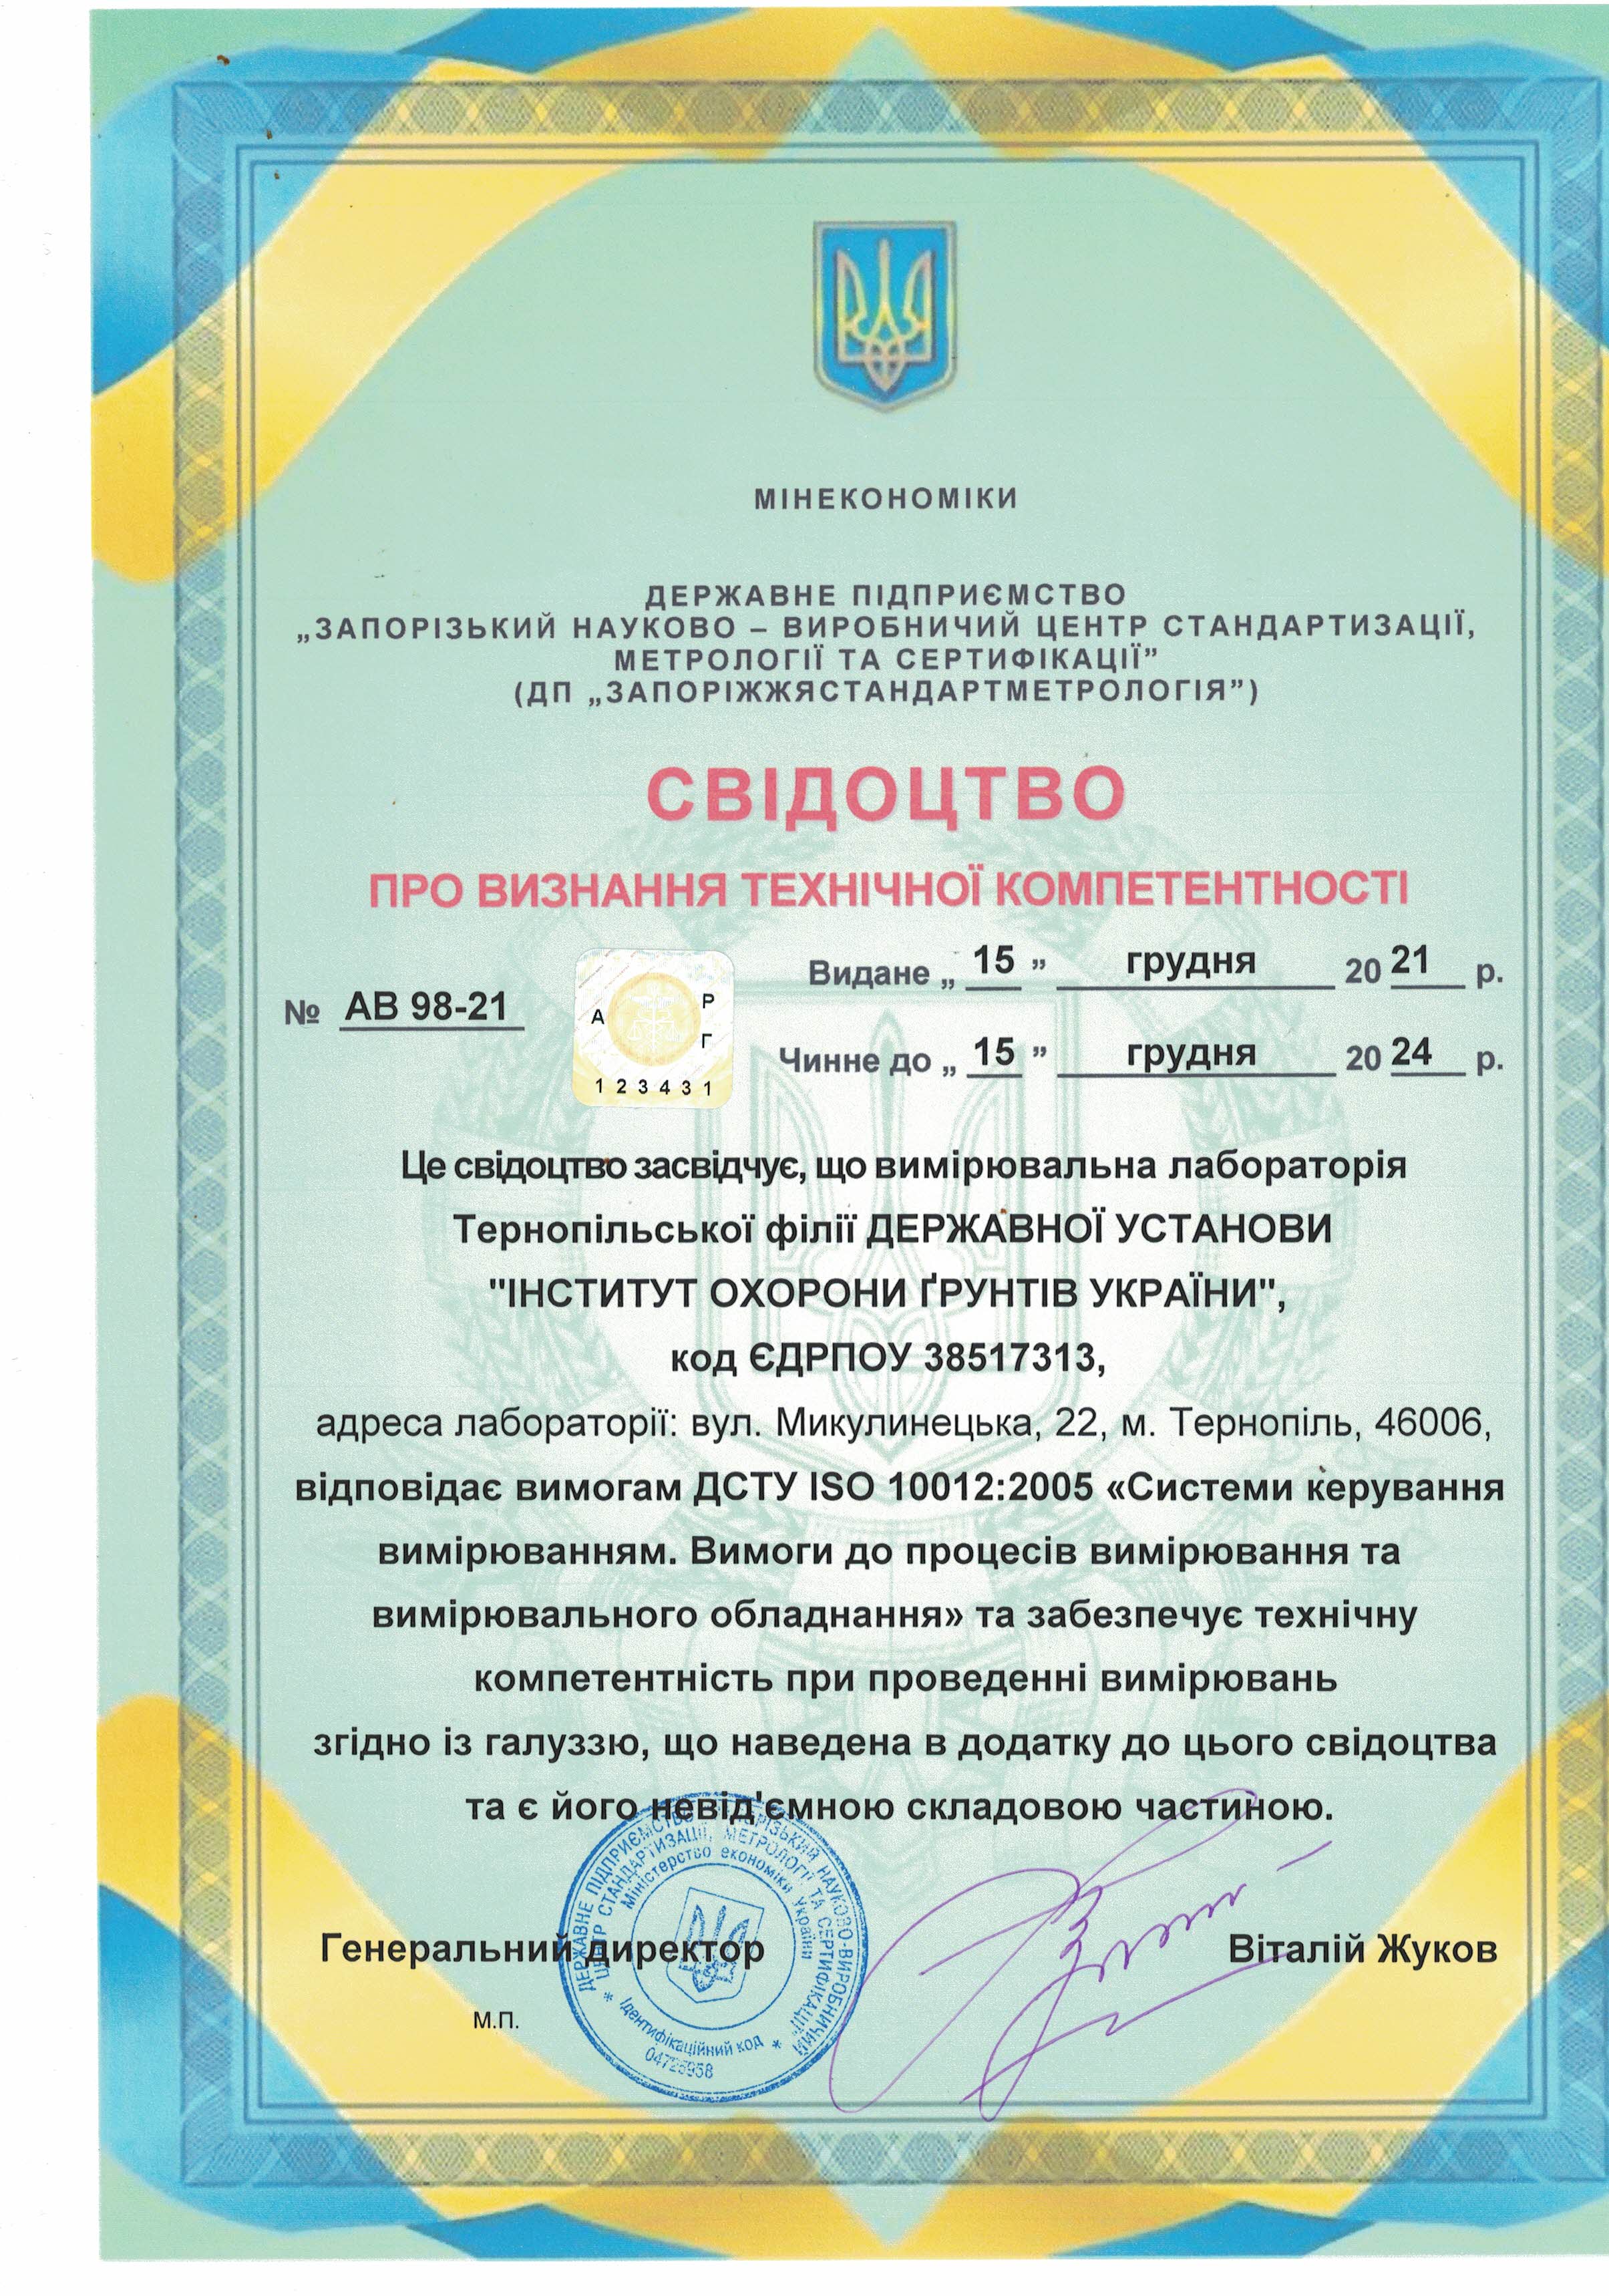 МІНЕКОНОМІКИ
ДЕРЖАВНЕ ПІДПРИЄМСТВО
„ЗАПОРІЗЬКИЙ НАУКОВО – ВИРОБНИЧИЙ ЦЕНТР СТАНДАРТИЗАЦІЇ,
МЕТРОЛОГІЇ ТА СЕРТИФІКАЦІЇ”
(ДП „ЗАПОРІЖЖЯСТАНДАРТМЕТРОЛОГІЯ”)
СВІДОЦТВО
ПРО ВИЗНАННЯ ТЕХНІЧНОЇ КОМПЕТЕНТНОСТІ
Видане „ 15 ” грудня 20 21 р.
№ АВ 98-21
А Р Г
1 2 3 4 3 1
Чинне до „ 15 ” грудня 20 24 р.
Це свідоцтво засвідчує, що вимірювальна лабораторія
Тернопільської філії ДЕРЖАВНОЇ УСТАНОВИ
"ІНСТИТУТ ОХОРОНИ ҐРУНТІВ УКРАЇНИ",
код ЄДРПОУ 38517313,
адреса лабораторії: вул. Микулинецька, 22, м. Тернопіль, 46006,
відповідає вимогам ДСТУ ISO 10012:2005 «Системи керування
вимірюванням. Вимоги до процесів вимірювання та
вимірювального обладнання» та забезпечує технічну
компетентність при проведенні вимірювань
згідно із галуззю, що наведена в додатку до цього свідоцтва
та є його невід'ємною складовою частиною.
Генеральний директор Віталій Жуков
М.П.
ДЕРЖАВНЕ ПІДПРИЄМСТВО НАУКОВО-ВИРОБНИЧИЙ
ЦЕНТР СТАНДАРТИЗАЦІЇ, МЕТРОЛОГІЇ ТА СЕРТИФІКАЦІЇ
Міністерство економіки України
Ідентифікаційний код